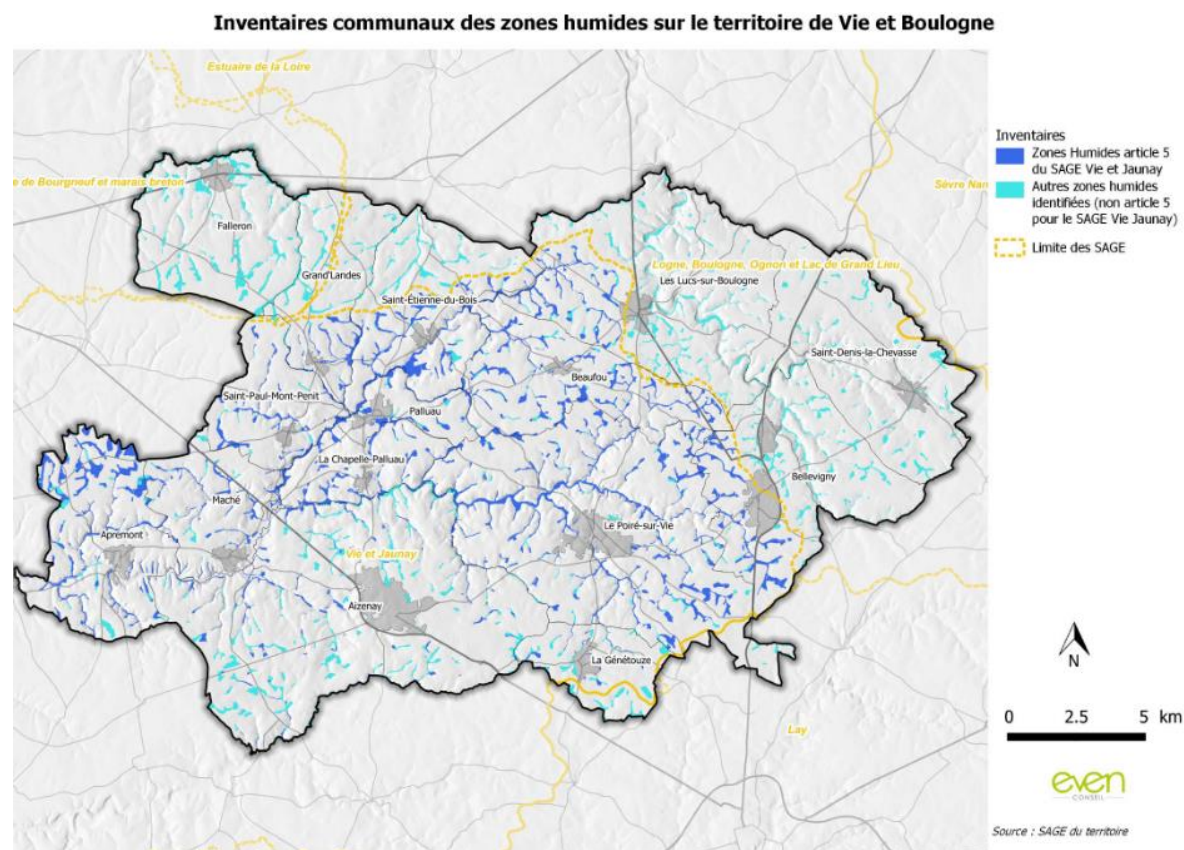 Inventaires communaux des zones humides sur le territoire de Vie et Boulogne
Estuaire de la Loire
e de Bourgneuf et marais breton
Sèvre Nan
Falleron
Grand'Landes
Logne, Boulogne, Ognon et Lac de Grand Lieu
Les Lucs-sur-Boulogne
Saint-Étienne-du-Bois
Saint-Denis-la-Chevasse
Beaufou
Saint-Paul-Mont-Penit
Palluau
La Chapelle-Palluau
Bellevigny
Maché
Le Poiré-sur-Vie
Apremont
Vie et Jaunay
Aizenay
La Génétouze
Lay
Inventaires
Zones Humides article 5
du SAGE Vie et Jaunay
Autres zones humides
identifiées (non article 5
pour le SAGE Vie Jaunay)
Limite des SAGE
N
0 2.5 5 km
even
CONSEIL
Source : SAGE du territoire